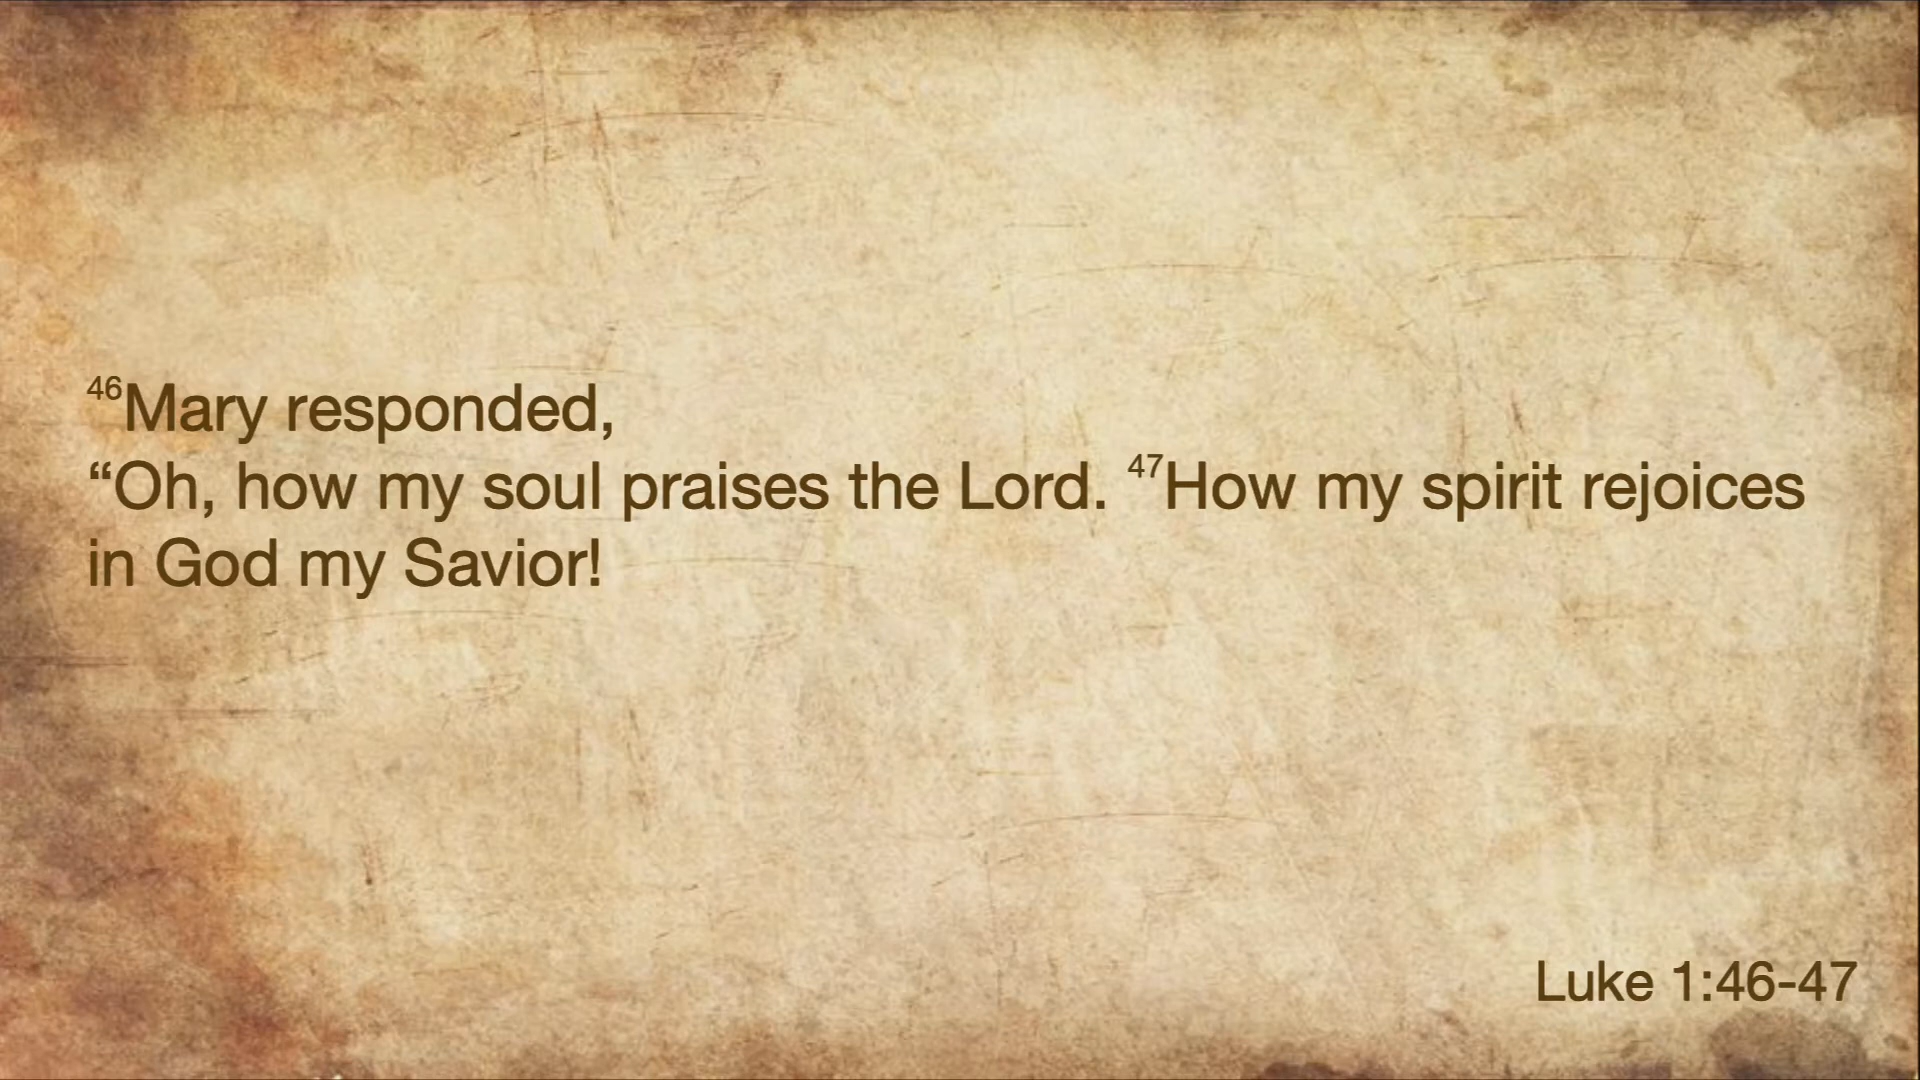 46Mary responded,
“Oh, how my soul praises the Lord. 47How my spirit rejoices
in God my Savior!
Luke 1:46-47